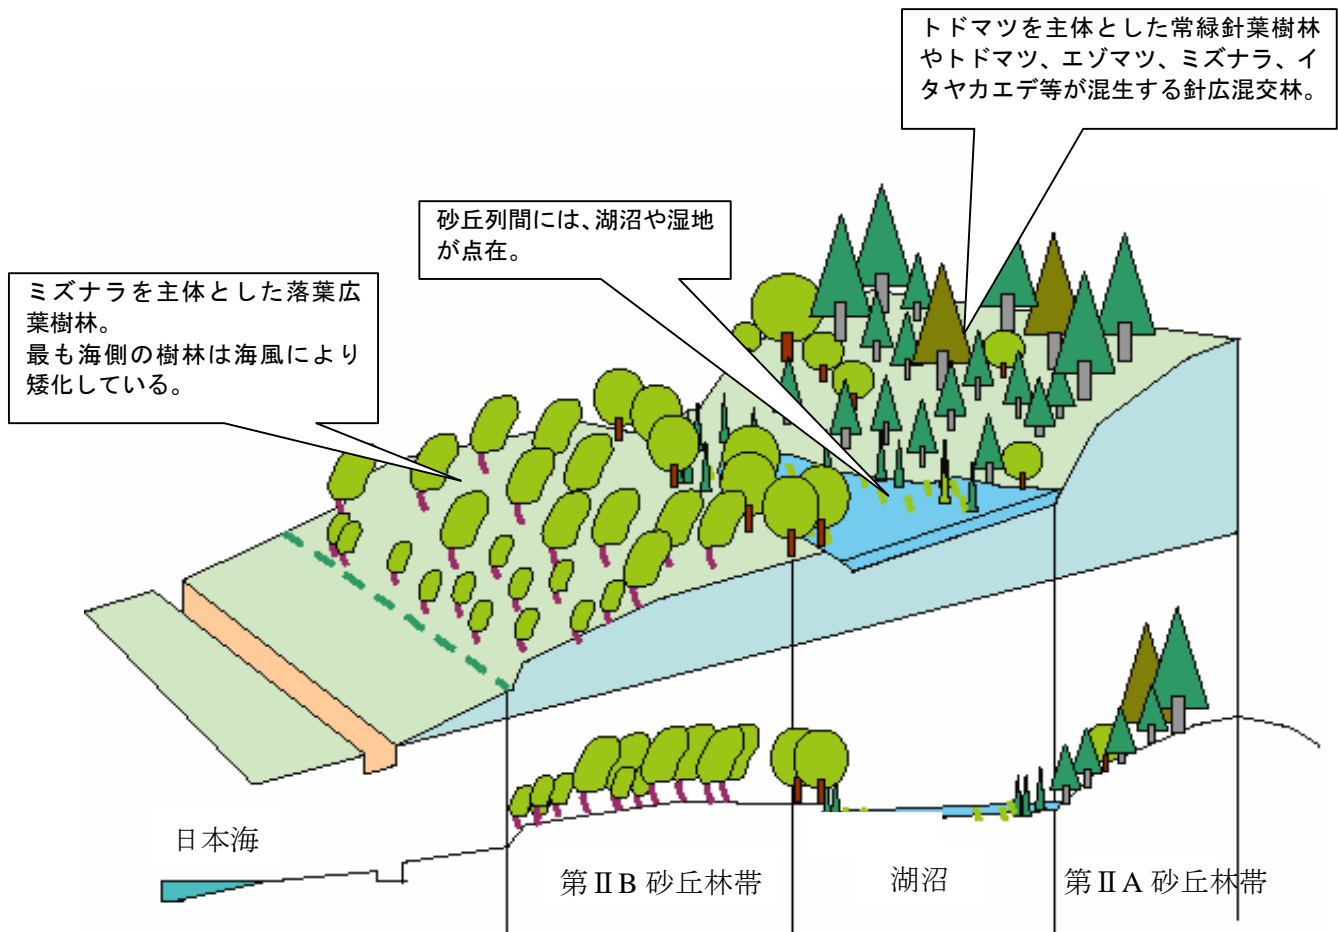 トドマツを主体とした常緑針葉樹林
やトドマツ、エゾマツ、ミズナラ、イ
タヤカエデ等が混生する針広混交林。
砂丘列間には、湖沼や湿地
が点在。
ミズナラを主体とした落葉広
葉樹林。
最も海側の樹林は海風により
矮化している。
日本海
第ⅡB砂丘林帯
湖沼
第ⅡA砂丘林帯